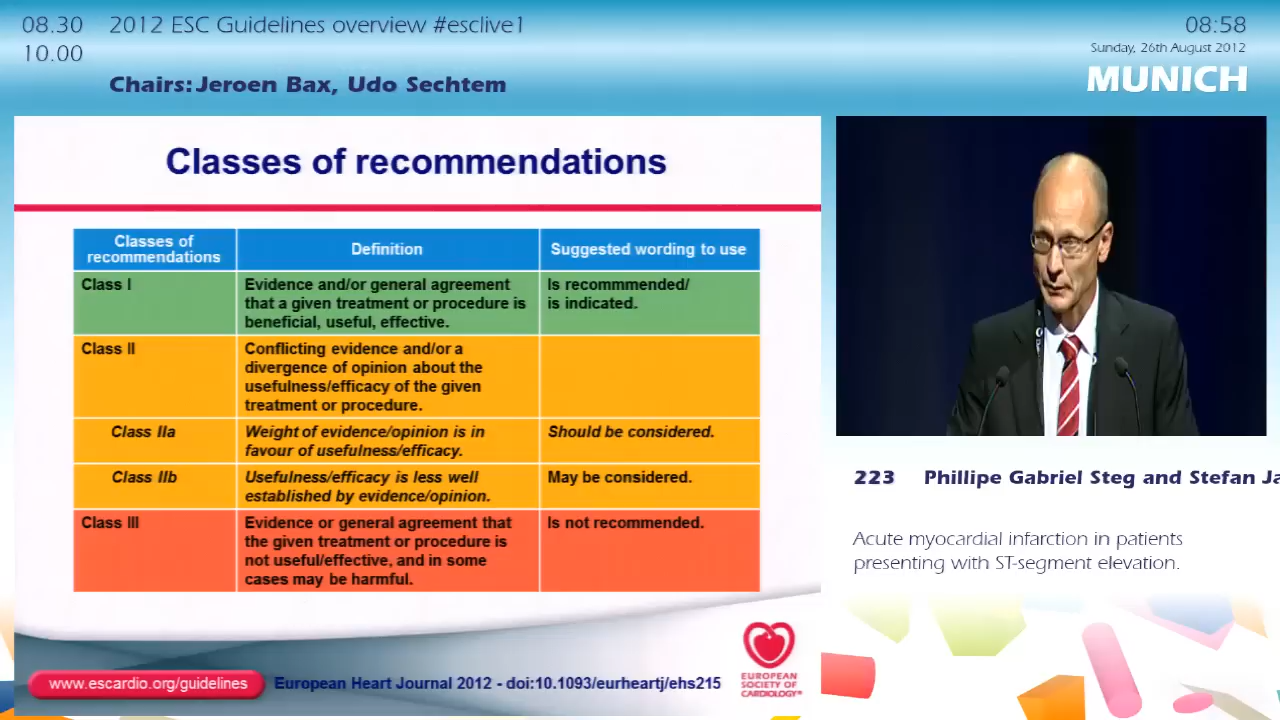 08.30 2012 ESC Guidelines overview #esclive1
10.00
Chairs: Jeroen Bax, Udo Sechtem
08:58
Sunday, 26th August 2012
MUNICH
Classes of recommendations
Classes of
recommendations
Definition
Suggested wording to use
Class I
Evidence and/or general agreement
that a given treatment or procedure is
beneficial, useful, effective.
Is recommmended/
is indicated.
Class II
Conflicting evidence and/or a
divergence of opinion about the
usefulness/efficacy of the given
treatment or procedure.
Class IIa
Weight of evidence/opinion is in
favour of usefulness/efficacy.
Should be considered.
Class IIb
Usefulness/efficacy is less well
established by evidence/opinion.
May be considered.
Class III
Evidence or general agreement that
the given treatment or procedure is
not useful/effective, and in some
cases may be harmful.
Is not recommended.
www.escardio.org/guidelines
European Heart Journal 2012 - doi:10.1093/eurheartj/ehs215
EUROPEAN
SOCIETY OF
CARDIOLOGY®
223 Phillipe Gabriel Steg and Stefan Ja
Acute myocardial infarction in patients
presenting with ST-segment elevation.